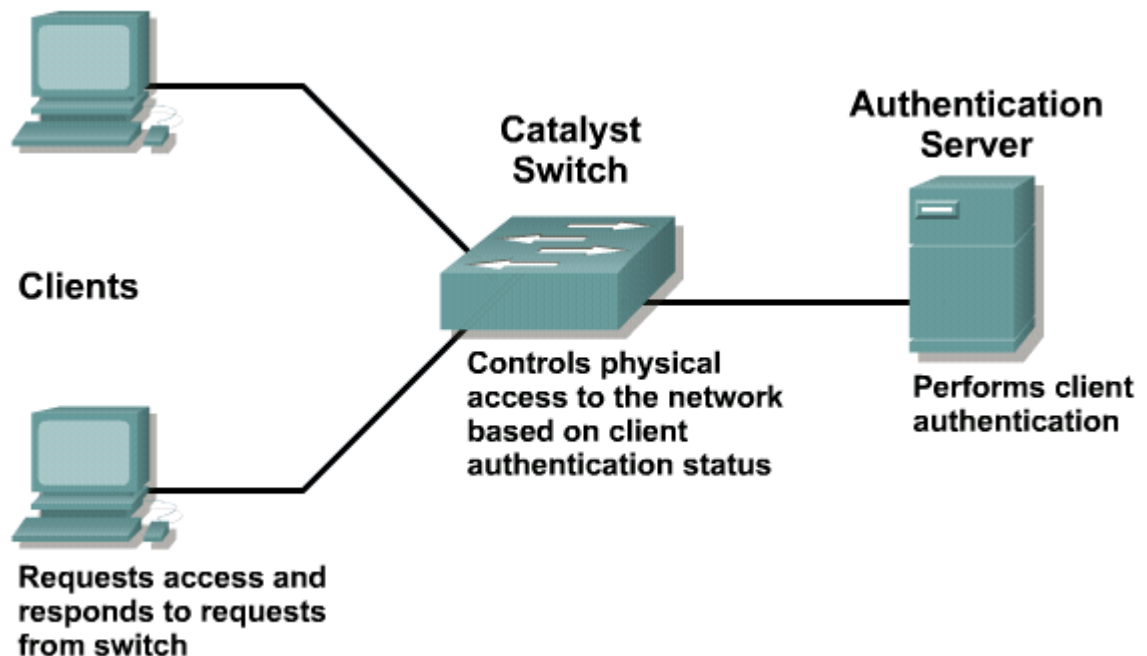 Catalyst
Switch
Authentication
Server
Clients
Controls physical
access to the network
based on client
authentication status
Performs client
authentication
Requests access and
responds to requests
from switch